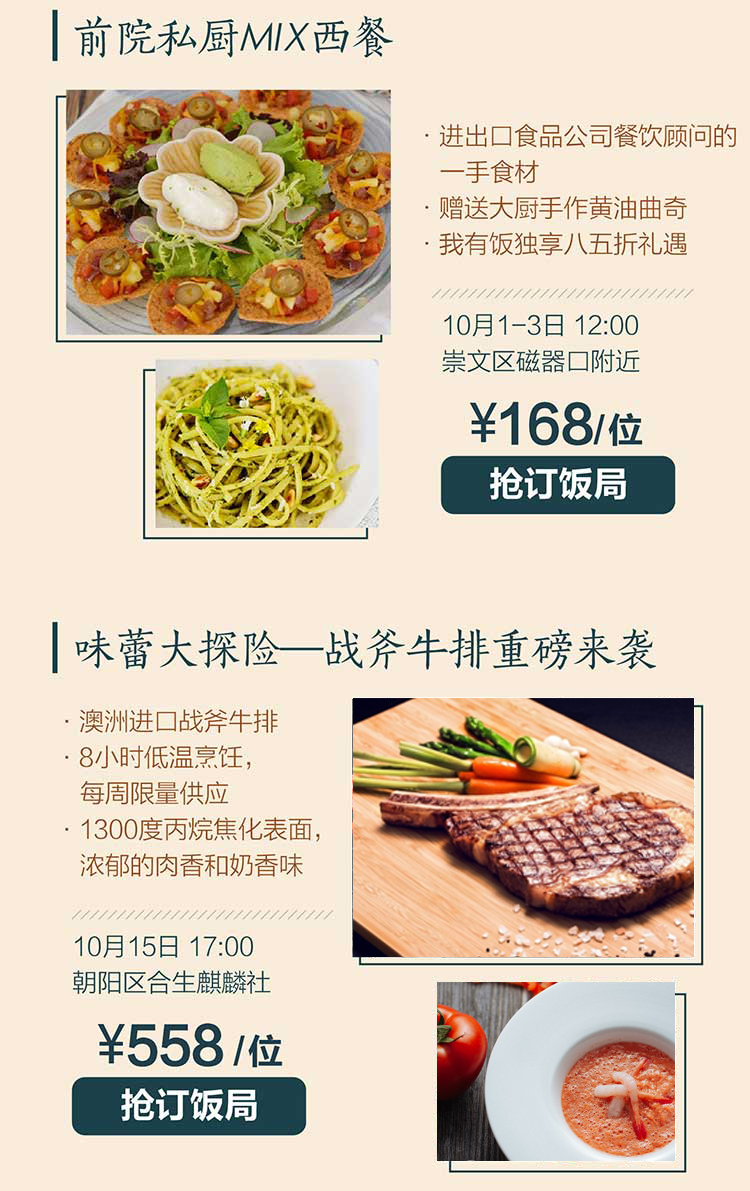 前院私厨MIX西餐
· 进出口食品公司餐饮顾问的
一手食材
· 赠送大厨手作黄油曲奇
· 我有饭独享八五折礼遇
10月1-3日 12:00
崇文区磁器口附近
¥168/位
抢订饭局
味蕾大探险—战斧牛排重磅来袭
· 澳洲进口战斧牛排
· 8小时低温烹饪，
每周限量供应
· 1300度丙烷焦化表面，
浓郁的肉香和奶香味
10月15日 17:00
朝阳区合生麒麟社
¥558 /位
抢订饭局